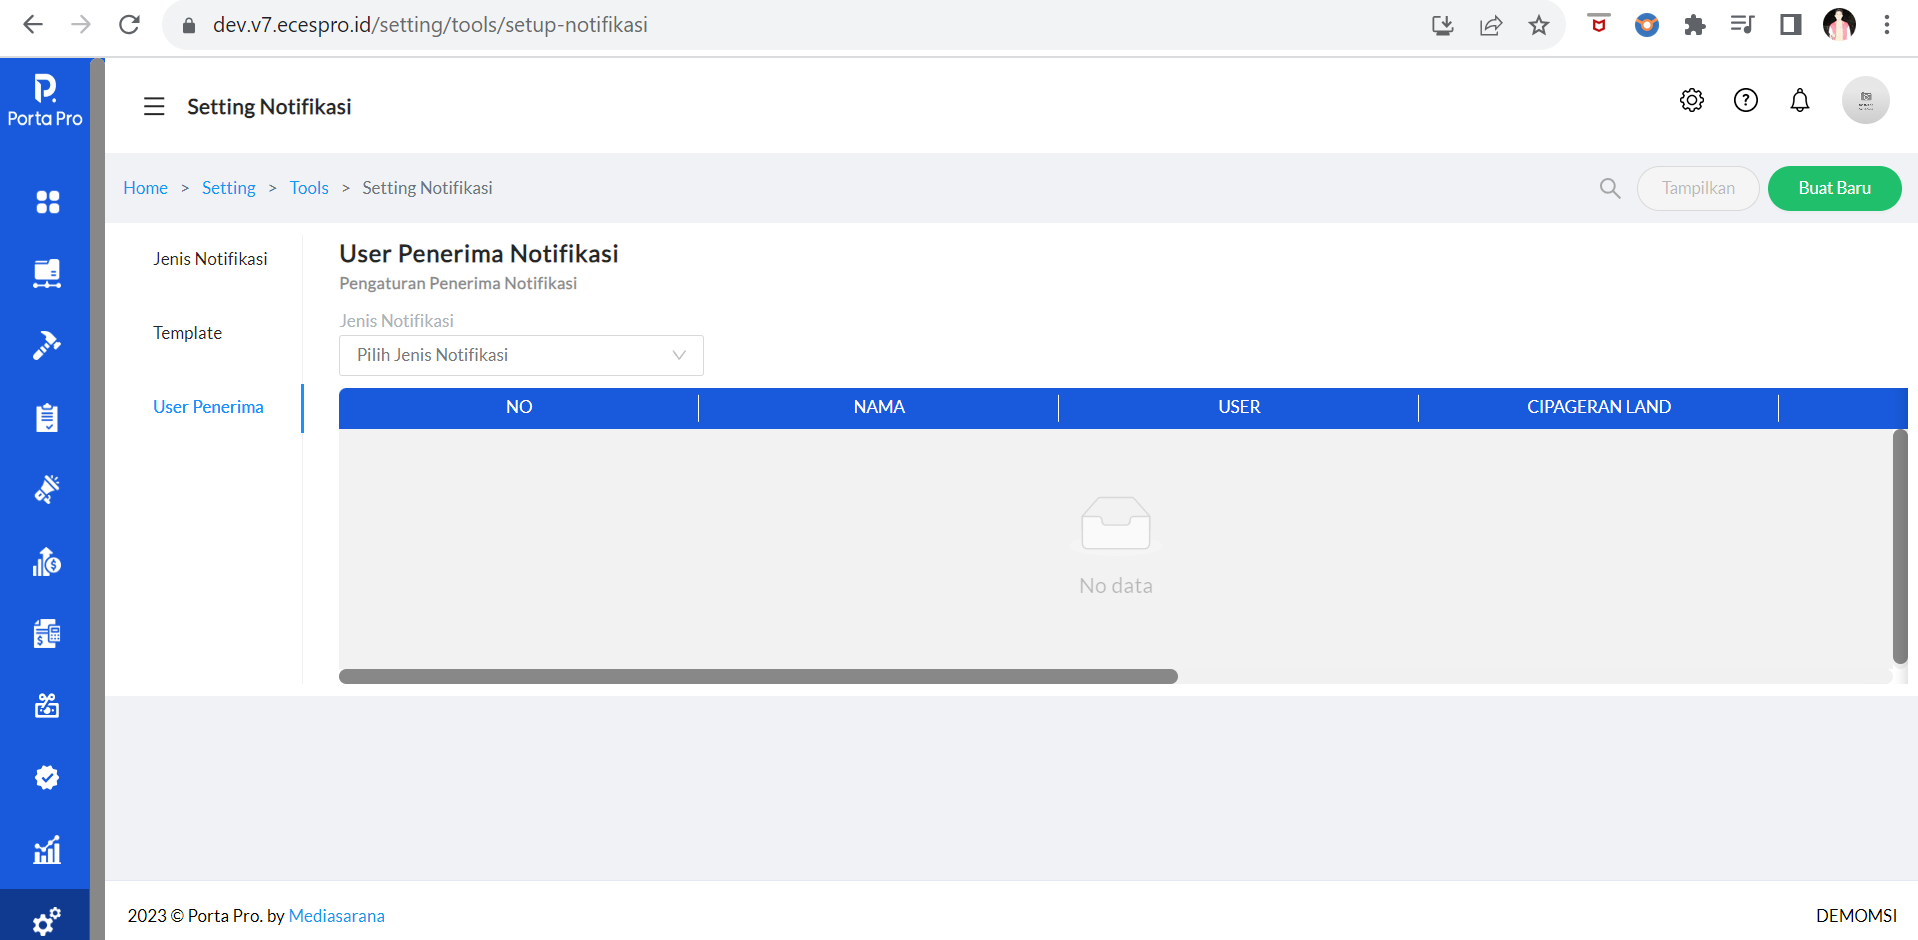 dev.v7.ecespro.id/setting/tools/setup-notifikasi
Porta Pro
Setting Notifikasi
Home > Setting > Tools > Setting Notifikasi
Tampilkan
Buat Baru
Jenis Notifikasi
Template
User Penerima
User Penerima Notifikasi
Pengaturan Penerima Notifikasi
Jenis Notifikasi
Pilih Jenis Notifikasi
NO NAMA USER CIPAGERAN LAND
No data
2023 © Porta Pro. by Mediasarana
DEMOMSI